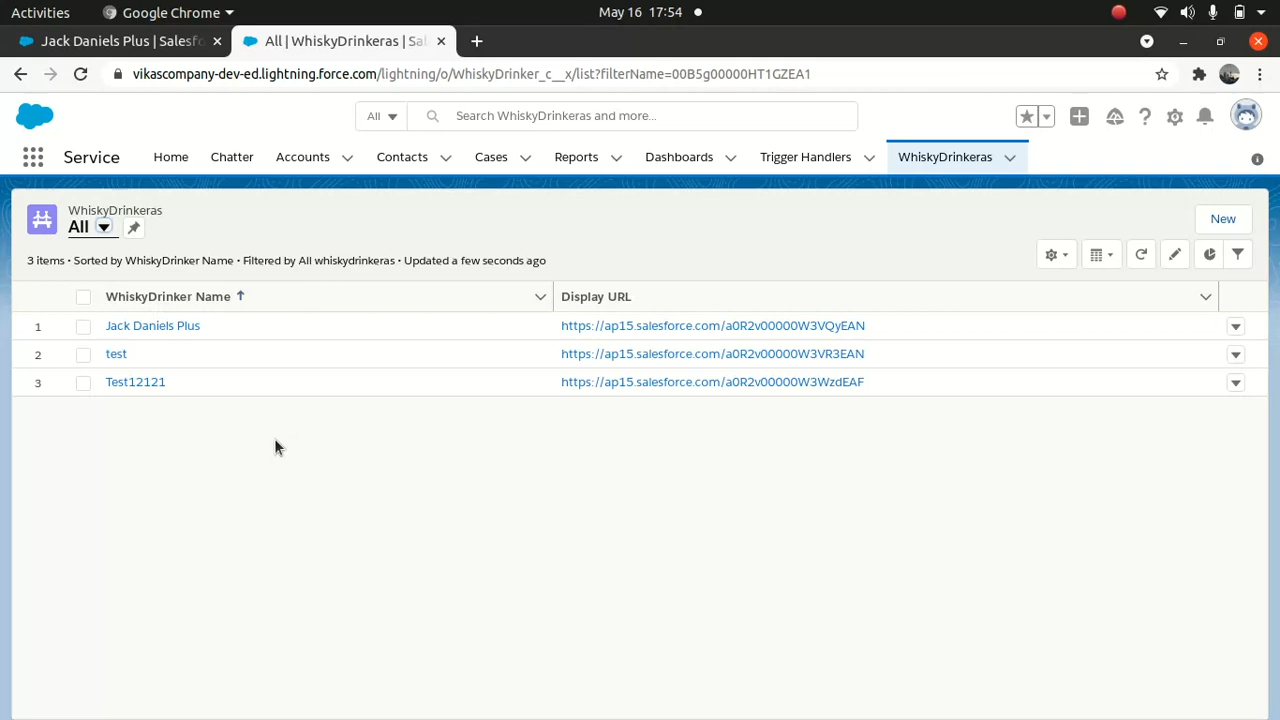 Activities Google Chrome May 16 17:54
Jack Daniels Plus | Salesf All | WhiskyDrinkeras | Sal
vikascompany-dev-ed.lightning.force.com/lightning/o/WhiskyDrinker_c__x/list?filterName=00B5g00000HT1GZEA1
All Search WhiskyDrinkeras and more...
Service Home Chatter Accounts Contacts Cases Reports Dashboards Trigger Handlers WhiskyDrinkeras
WhiskyDrinkeras
All New
3 items • Sorted by WhiskyDrinker Name • Filtered by All whiskydrinkeras • Updated a few seconds ago
WhiskyDrinker Name Display URL
1 Jack Daniels Plus https://ap15.salesforce.com/a0R2v00000W3VQyEAN
2 test https://ap15.salesforce.com/a0R2v00000W3VR3EAN
3 Test12121 https://ap15.salesforce.com/a0R2v00000W3WzdEAF